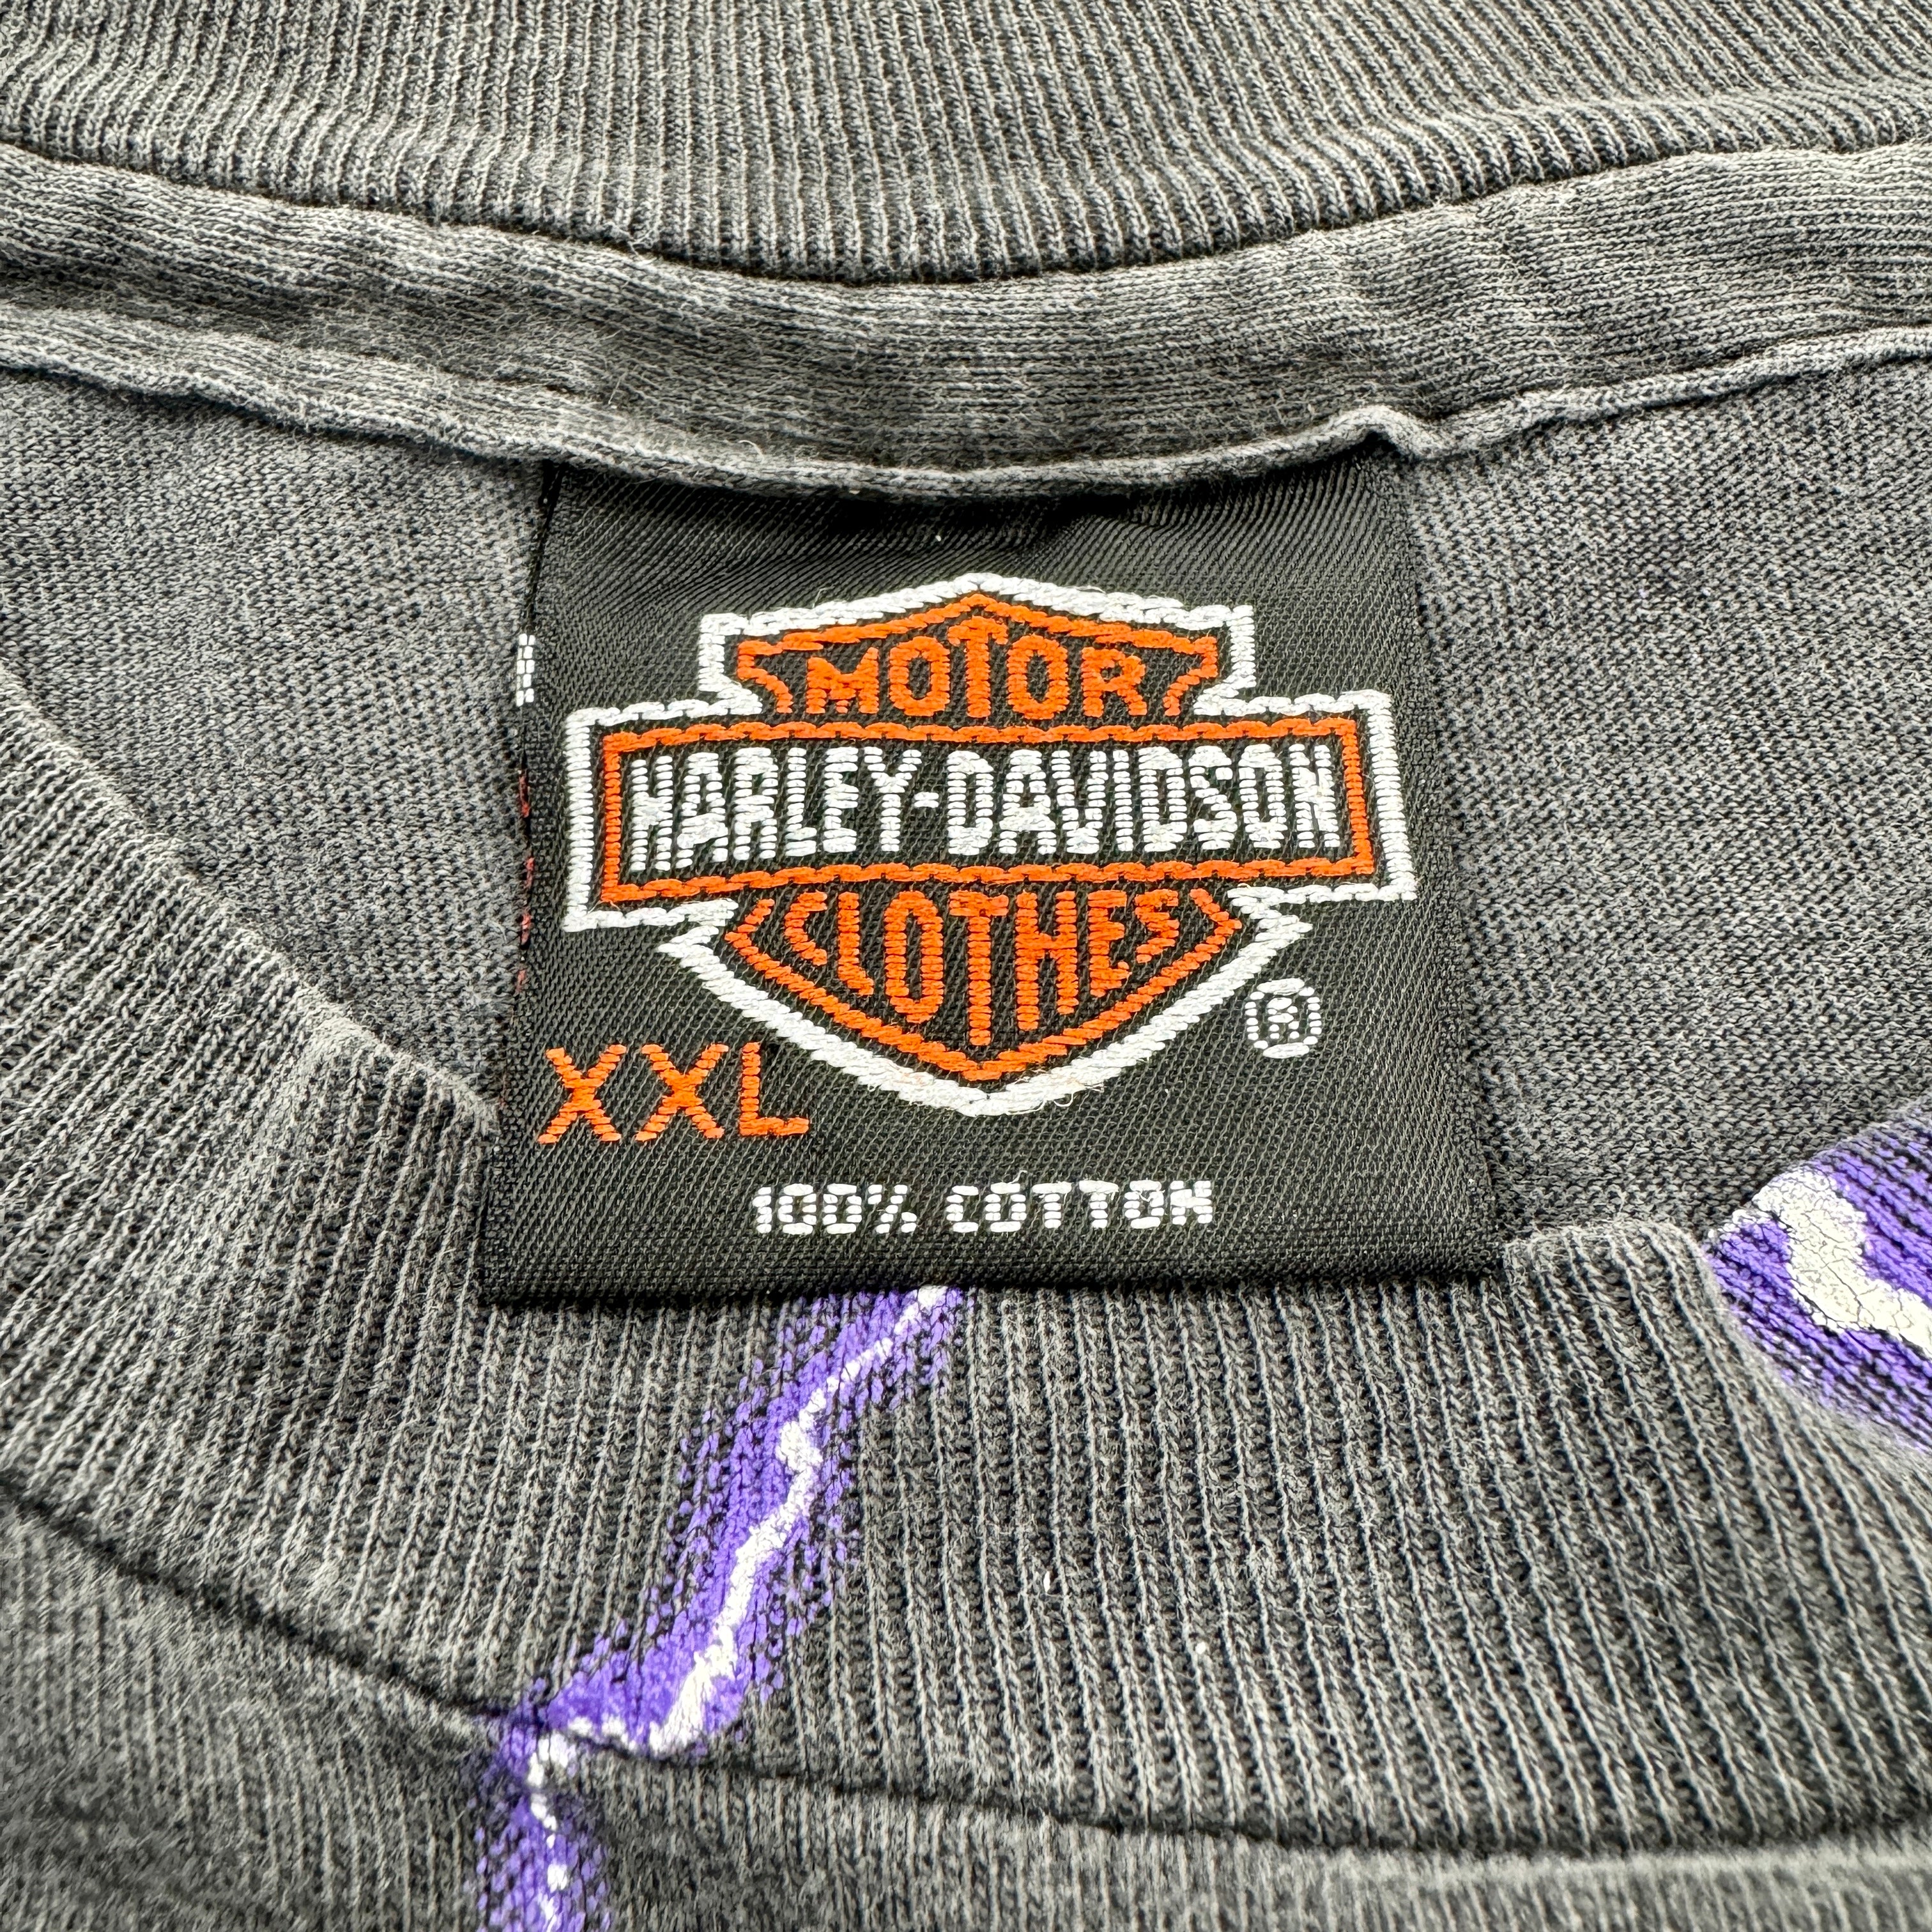 MOTOR
HARLEY-DAVIDSON
CLOTHES
®
XXL
100% COTTON